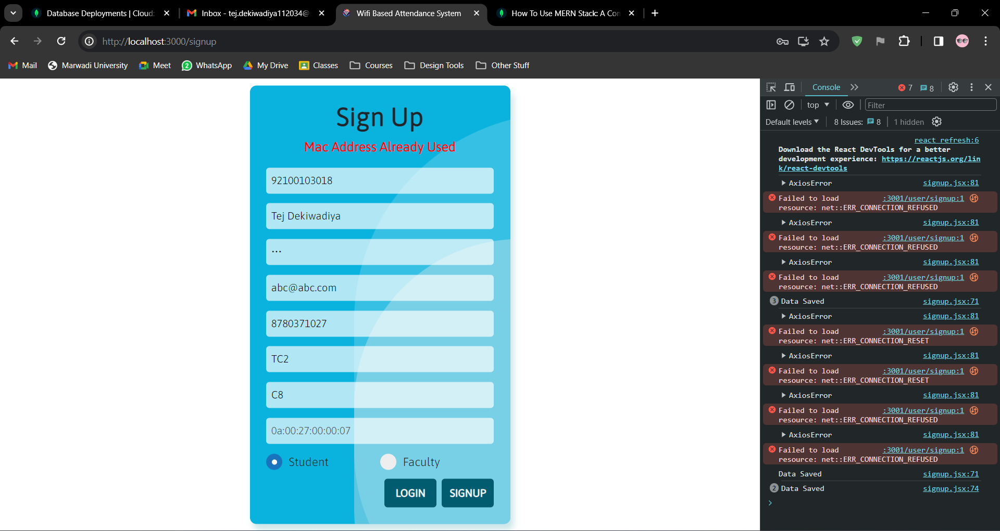 Database Deployments | Cloud:
Inbox - tej.dekiwadiya112034@
Wifi Based Attendance System
How To Use MERN Stack: A Con
http://localhost:3000/signup
Mail
Marwadi University
Meet
2
WhatsApp
My Drive
Classes
Courses
Design Tools
Other Stuff
Sign Up
Mac Address Already Used
92100103018
Tej Dekiwadiya
...
abc@abc.com
8780371027
TC2
C8
0a:00:27:00:00:07
Student
Faculty
LOGIN
SIGNUP
Console
7
8
top
Filter
Default levels
8 Issues:
8
1 hidden
react refresh:6
Download the React DevTools for a better
development experience: https://reactjs.org/lin
k/react-devtools
AxiosError signup.jsx:81
Failed to load :3001/user/signup:1
resource: net::ERR_CONNECTION_REFUSED
AxiosError signup.jsx:81
Failed to load :3001/user/signup:1
resource: net::ERR_CONNECTION_REFUSED
AxiosError signup.jsx:81
Failed to load :3001/user/signup:1
resource: net::ERR_CONNECTION_REFUSED
3 Data Saved signup.jsx:71
AxiosError signup.jsx:81
Failed to load :3001/user/signup:1
resource: net::ERR_CONNECTION_RESET
AxiosError signup.jsx:81
Failed to load :3001/user/signup:1
resource: net::ERR_CONNECTION_RESET
AxiosError signup.jsx:81
Failed to load :3001/user/signup:1
resource: net::ERR_CONNECTION_REFUSED
AxiosError signup.jsx:81
Failed to load :3001/user/signup:1
resource: net::ERR_CONNECTION_REFUSED
Data Saved signup.jsx:71
2 Data Saved signup.jsx:74